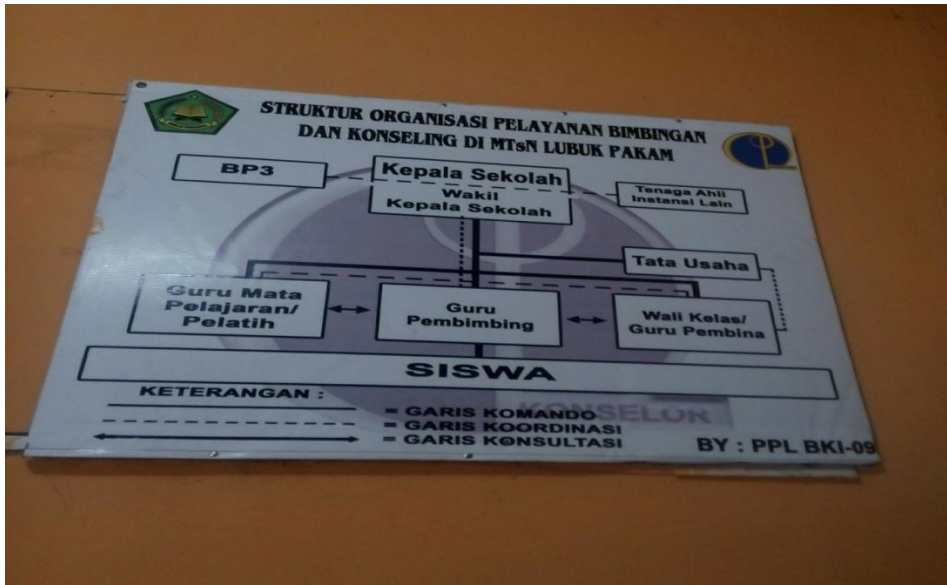 STRUKTUR ORGANISASI PELAYANAN BIMBINGAN
DAN KONSELING DI MTsN LUBUK PAKAM
BP3
Kepala Sekolah
Wakil
Kepala Sekolah
Tenaga Ahli
Instansi Lain
Tata Usaha
Guru Mata
Pelajaran/
Pelatih
Guru
Pembimbing
Wali Kelas/
Guru Pembina
SISWA
KETERANGAN :
= GARIS KOMANDO
= GARIS KOORDINASI
= GARIS KONSULTASI
KONSELOR
BY : PPL BKI-09